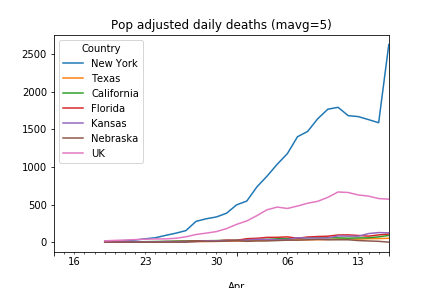 Pop adjusted daily deaths (mavg=5)
2500
2000
1500
1000
500
0
Country
New York
Texas
California
Florida
Kansas
Nebraska
UK
16 23 30 06 13
Apr